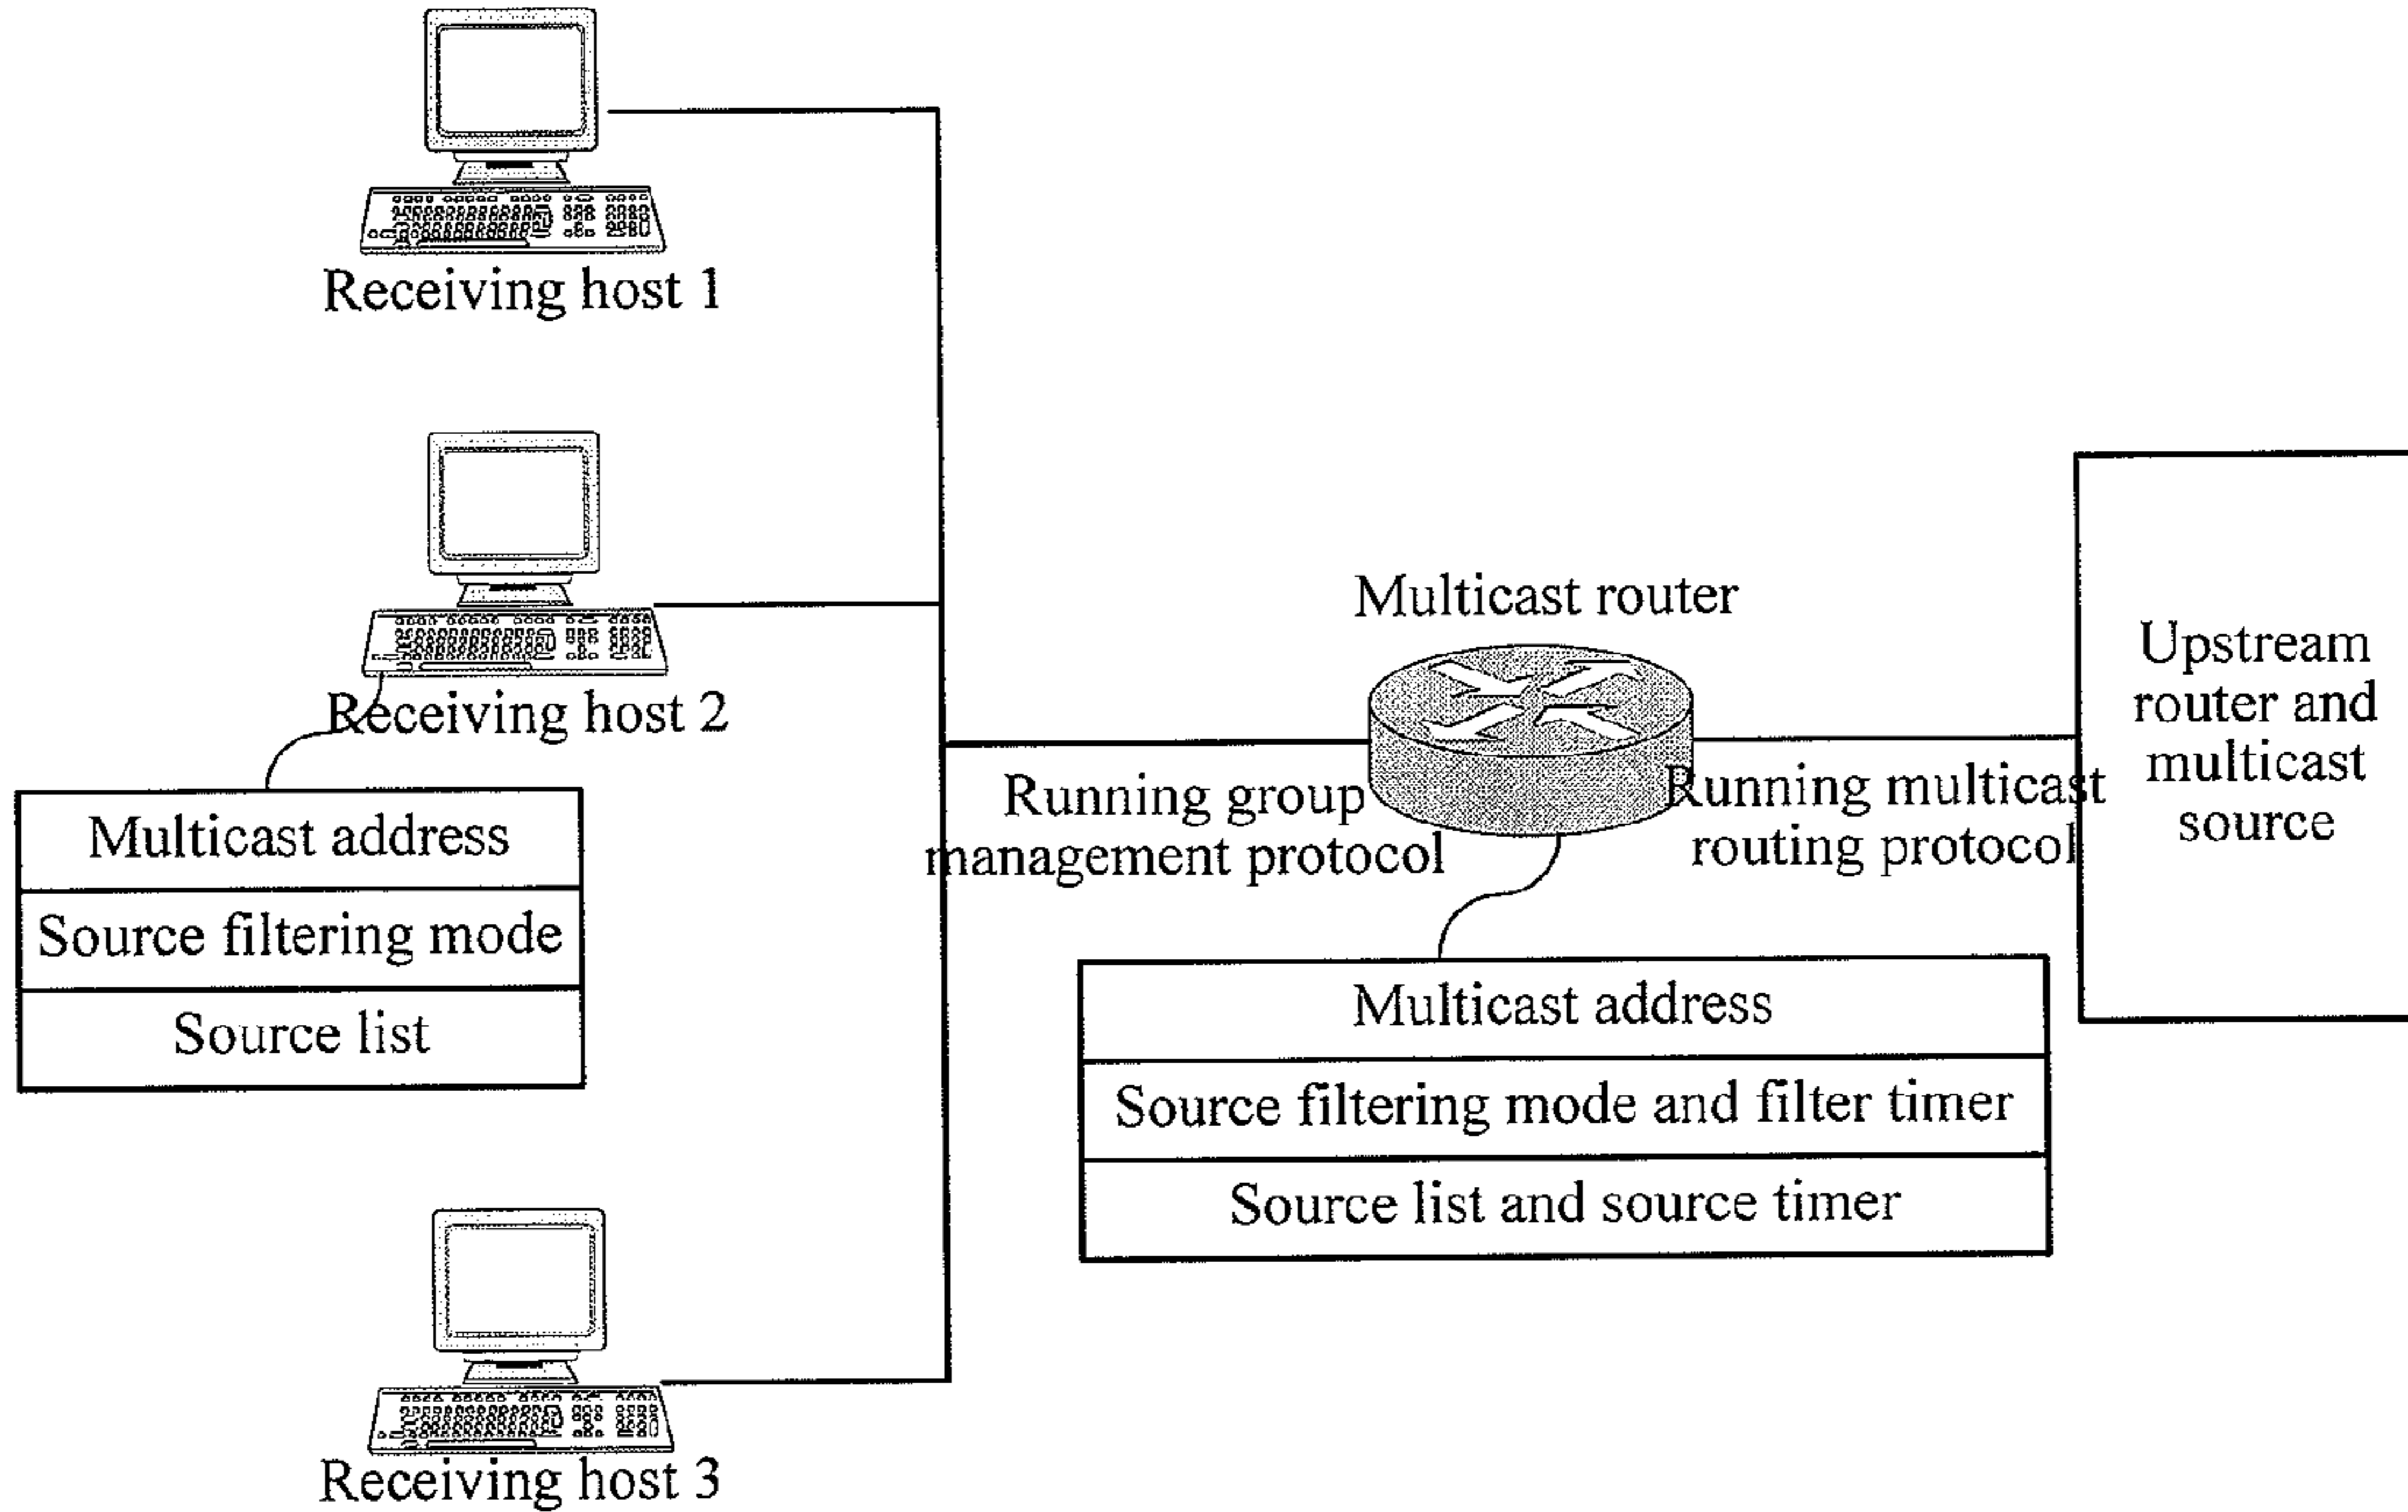 Receiving host 1
Receiving host 2
Multicast address
Source filtering mode
Source list
Receiving host 3
Multicast router
Running group
management protocol
Running multicast
routing protocol
Multicast address
Source filtering mode and filter timer
Source list and source timer
Upstream
router and
multicast
source